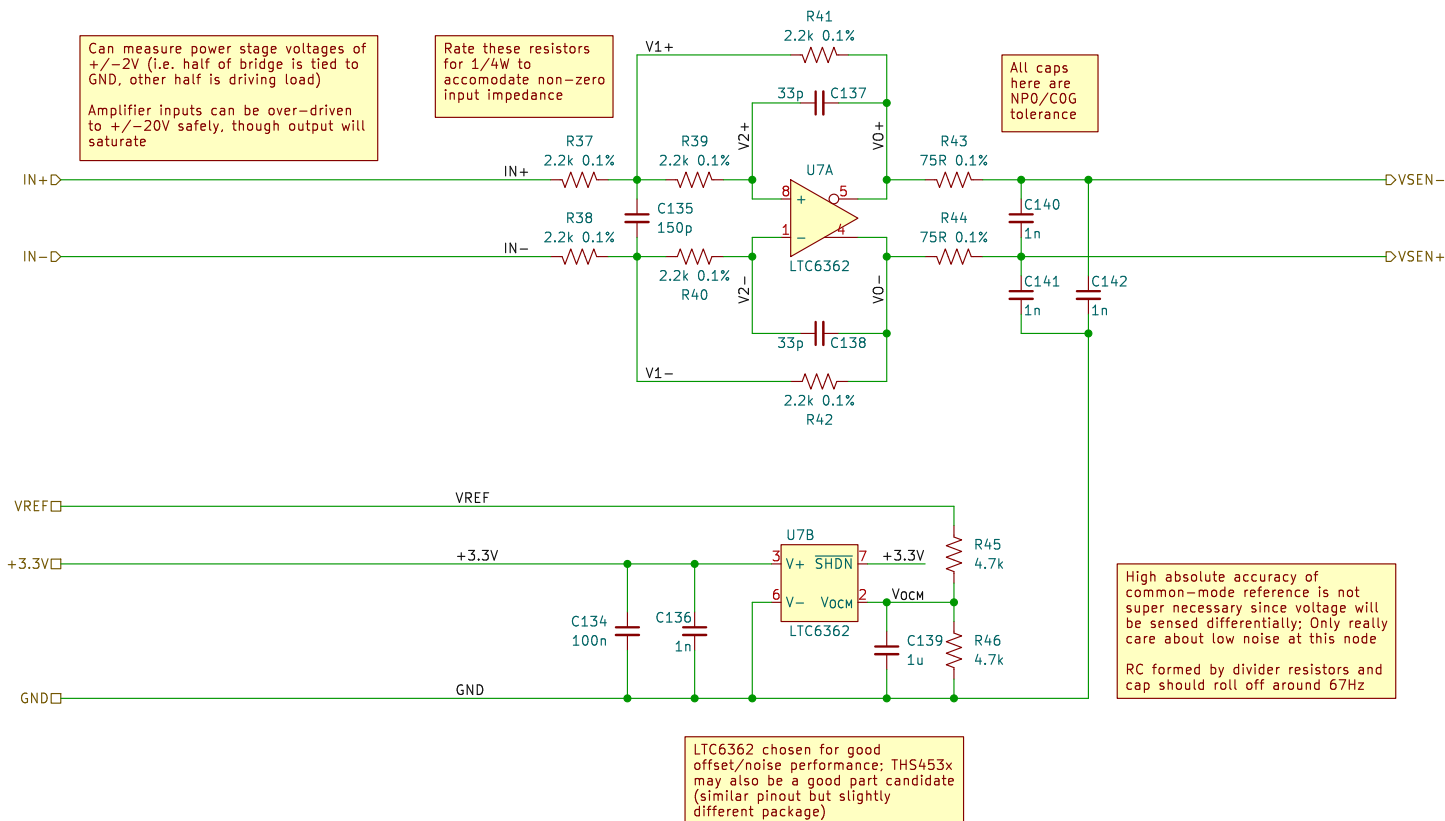 Can measure power stage voltages of
+/-2V (i.e. half of bridge is tied to
GND, other half is driving load)
Amplifier inputs can be over-driven
to +/-20V safely, though output will
saturate
Rate these resistors
for 1/4W to
accomodate non-zero
input impedance
All caps
here are
NP0/C0G
tolerance
R41
2.2k 0.1%
V1+
33p C137
V2+
VO+
R37
2.2k 0.1%
R39
2.2k 0.1%
R43
75R 0.1%
U7A
IN+
IN+
VSEN-
8 + 5
C135
150p
C140
1n
R38
2.2k 0.1%
R44
75R 0.1%
1 - 4
IN-
IN-
VSEN+
LTC6362
2.2k 0.1%
R40
V2-
VO-
C141
1n
C142
1n
33p C138
V1-
2.2k 0.1%
R42
VREF
VREF
U7B
R45
4.7k
+3.3V
+3.3V
3 V+ SHDN 7
+3.3V
6 V- VOCM 2
VOCM
LTC6362
C134
100n
C136
1n
C139
1u
R46
4.7k
GND
GND
High absolute accuracy of
common-mode reference is not
super necessary since voltage will
be sensed differentially; Only really
care about low noise at this node
RC formed by divider resistors and
cap should roll off around 67Hz
LTC6362 chosen for good
offset/noise performance; THS453x
may also be a good part candidate
(similar pinout but slightly
different package)